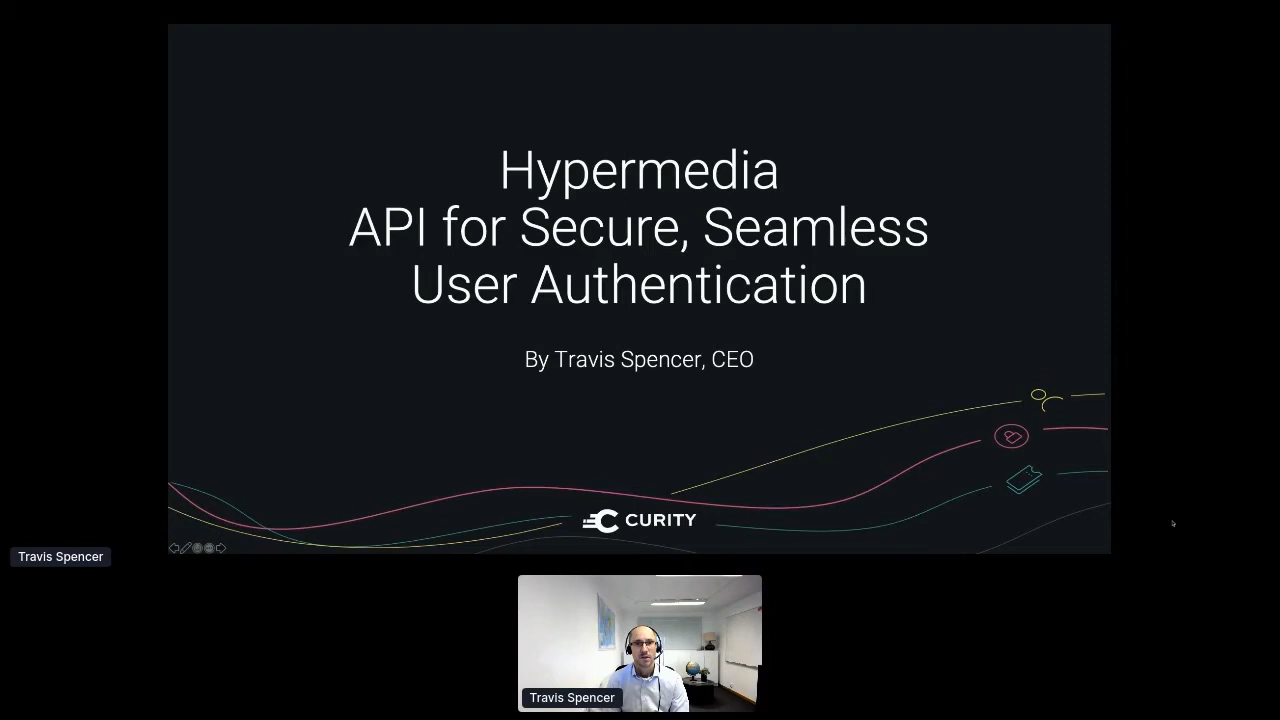 Hypermedia
API for Secure, Seamless
User Authentication
By Travis Spencer, CEO
CURITY
Travis Spencer
Travis Spencer